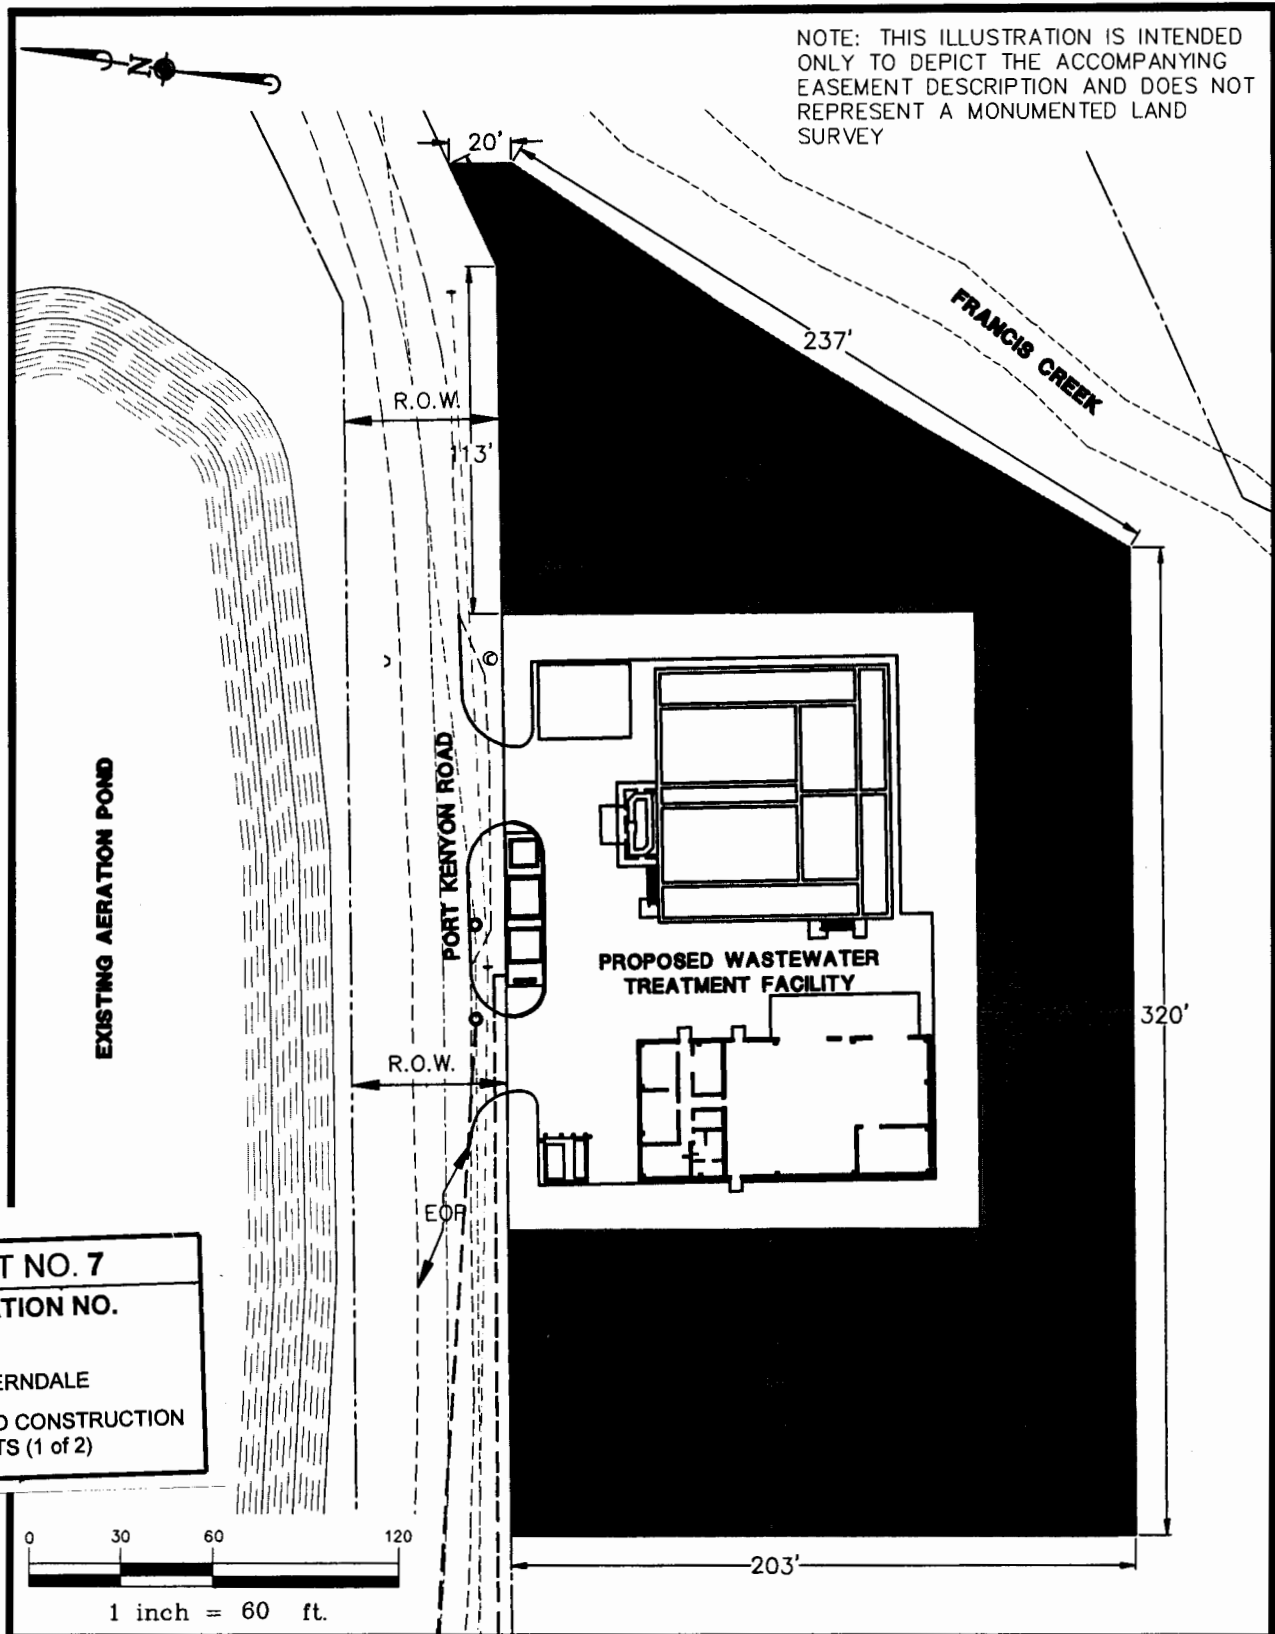 N
NOTE: THIS ILLUSTRATION IS INTENDED
ONLY TO DEPICT THE ACCOMPANYING
EASEMENT DESCRIPTION AND DOES NOT
REPRESENT A MONUMENTED LAND
SURVEY
20'
237'
FRANCIS CREEK
R.O.W.
113'
PORT KENYON ROAD
EXISTING AERATION POND
PROPOSED WASTEWATER
TREATMENT FACILITY
320'
R.O.W.
EOP
T NO. 7
TION NO.
ERNDALE
CONSTRUCTION
TS (1 of 2)
0 30 60 120
1 inch = 60 ft.
203'